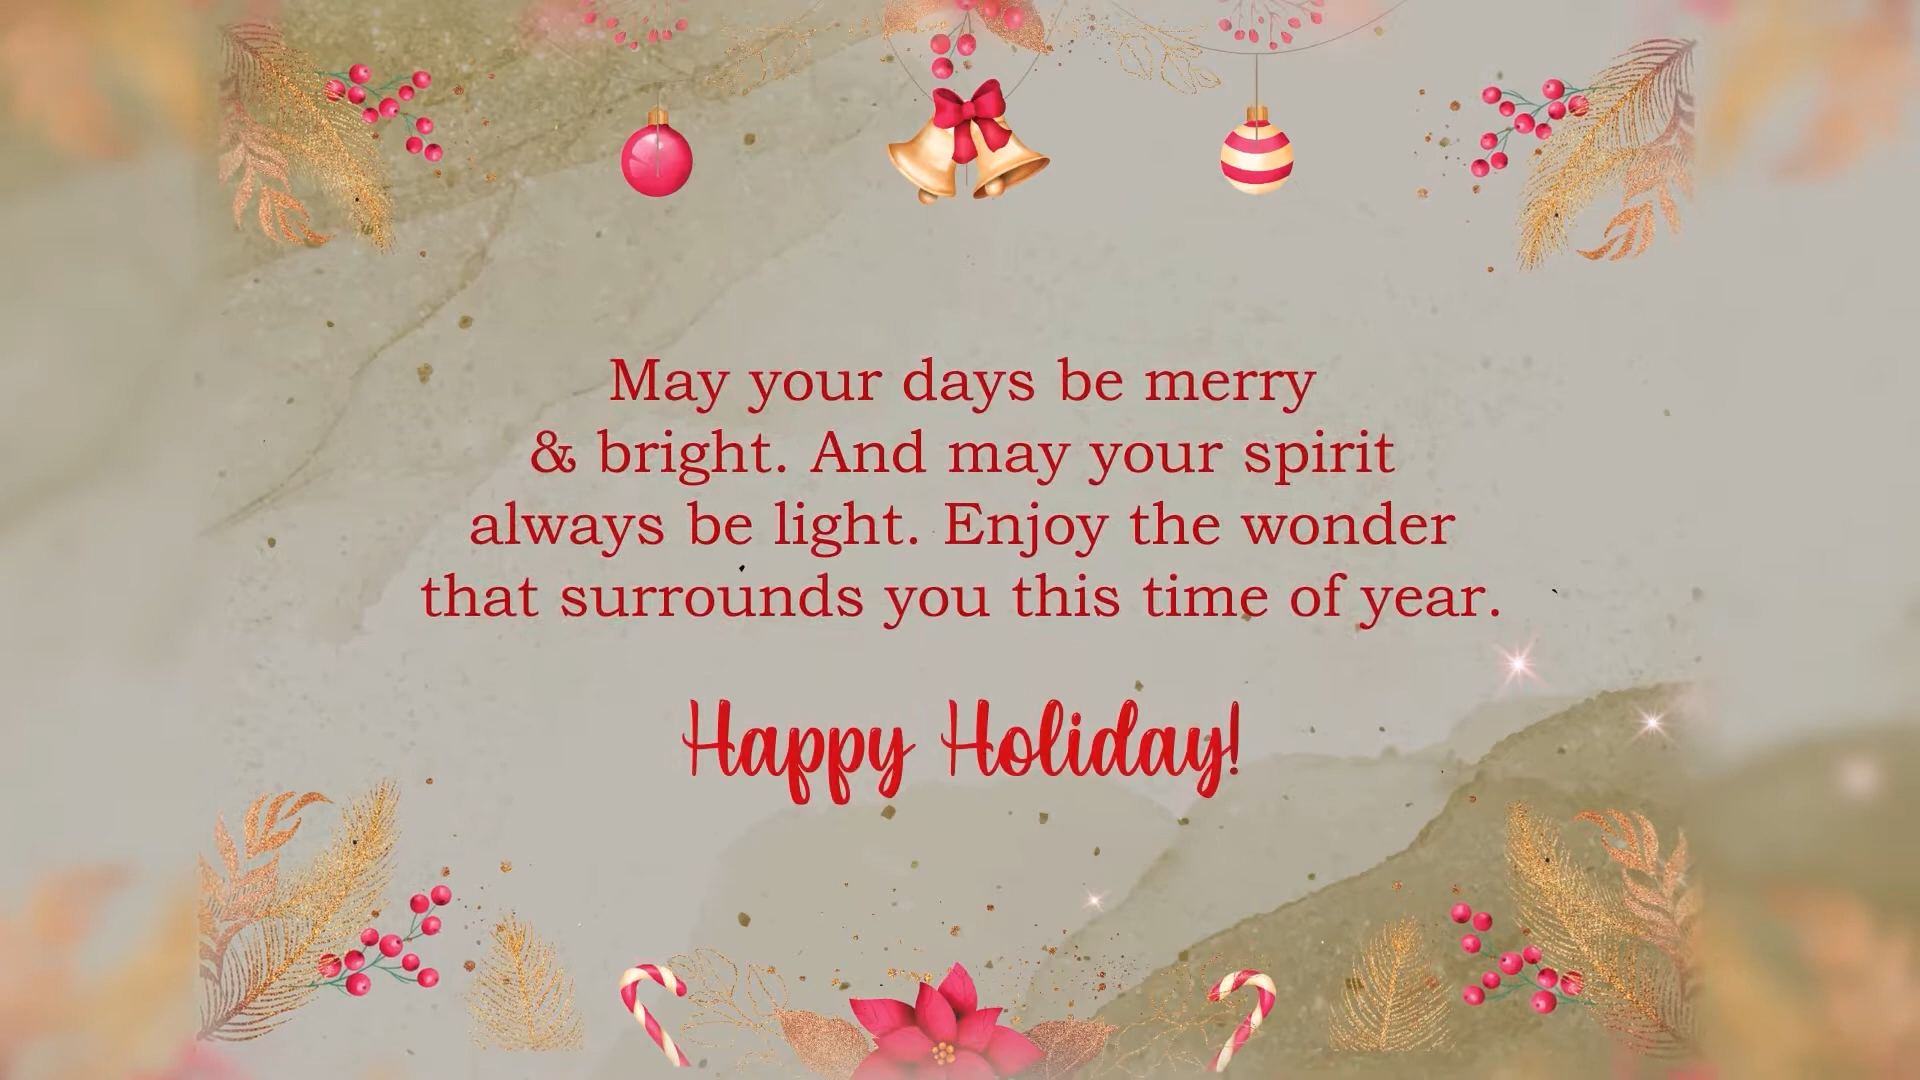 May your days be merry
& bright. And may your spirit
always be light. Enjoy the wonder
that surrounds you this time of year.
Happy Holiday!